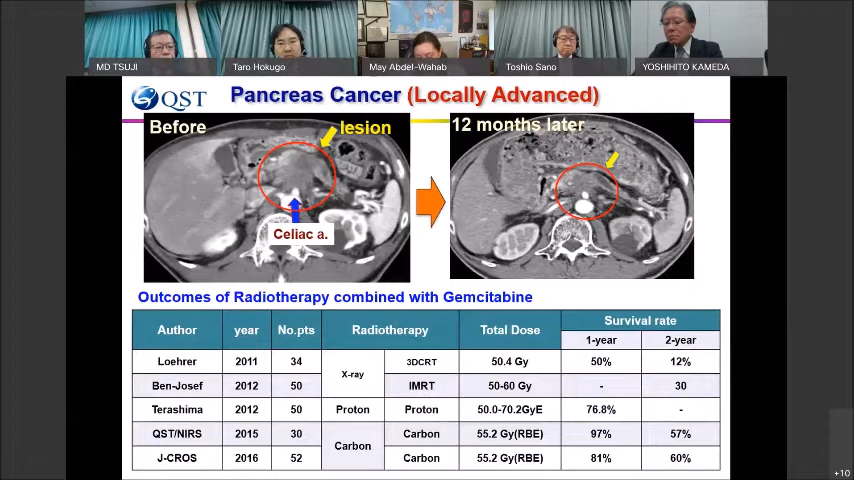 MD TSUJI
Taro Hokugo
May Abdel-Wahab
Toshio Sano
YOSHIHITO KAMEDA
QST
Pancreas Cancer (Locally Advanced)
Before
lesion
12 months later
Celiac a.
Outcomes of Radiotherapy combined with Gemcitabine
Author year No.pts Radiotherapy Total Dose Survival rate
1-year 2-year
Loehrer 2011 34 X-ray 3DCRT 50.4 Gy 50% 12%
Ben-Josef 2012 50 IMRT 50-60 Gy - 30
Terashima 2012 50 Proton Proton 50.0-70.2GyE 76.8% -
QST/NIRS 2015 30 Carbon Carbon 55.2 Gy(RBE) 97% 57%
J-CROS 2016 52 Carbon 55.2 Gy(RBE) 81% 60%
+10